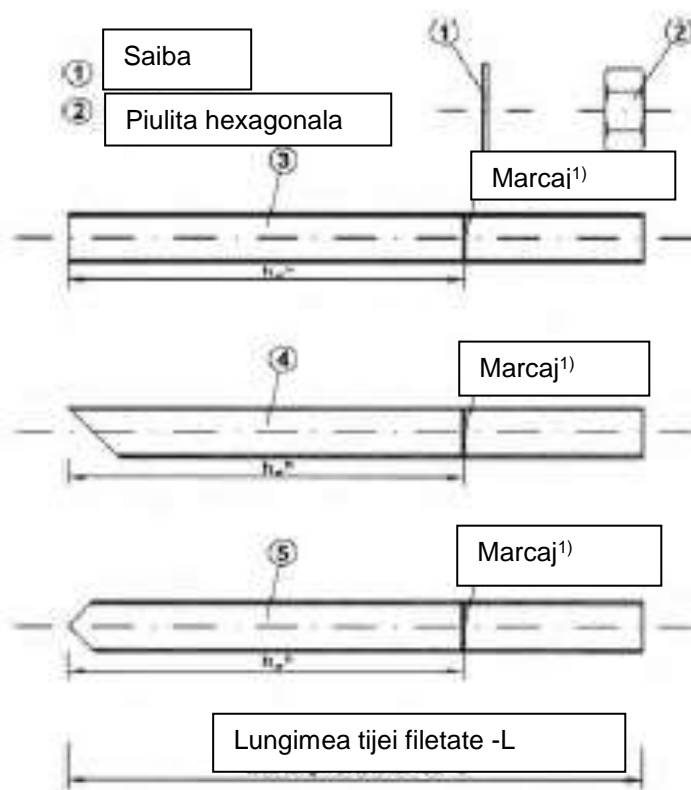 ① Saiba
② Piulita hexagonala
① ②
③
Marcaj¹⁾
④
Marcaj¹⁾
⑤
Marcaj¹⁾
Lungimea tijei filetate -L